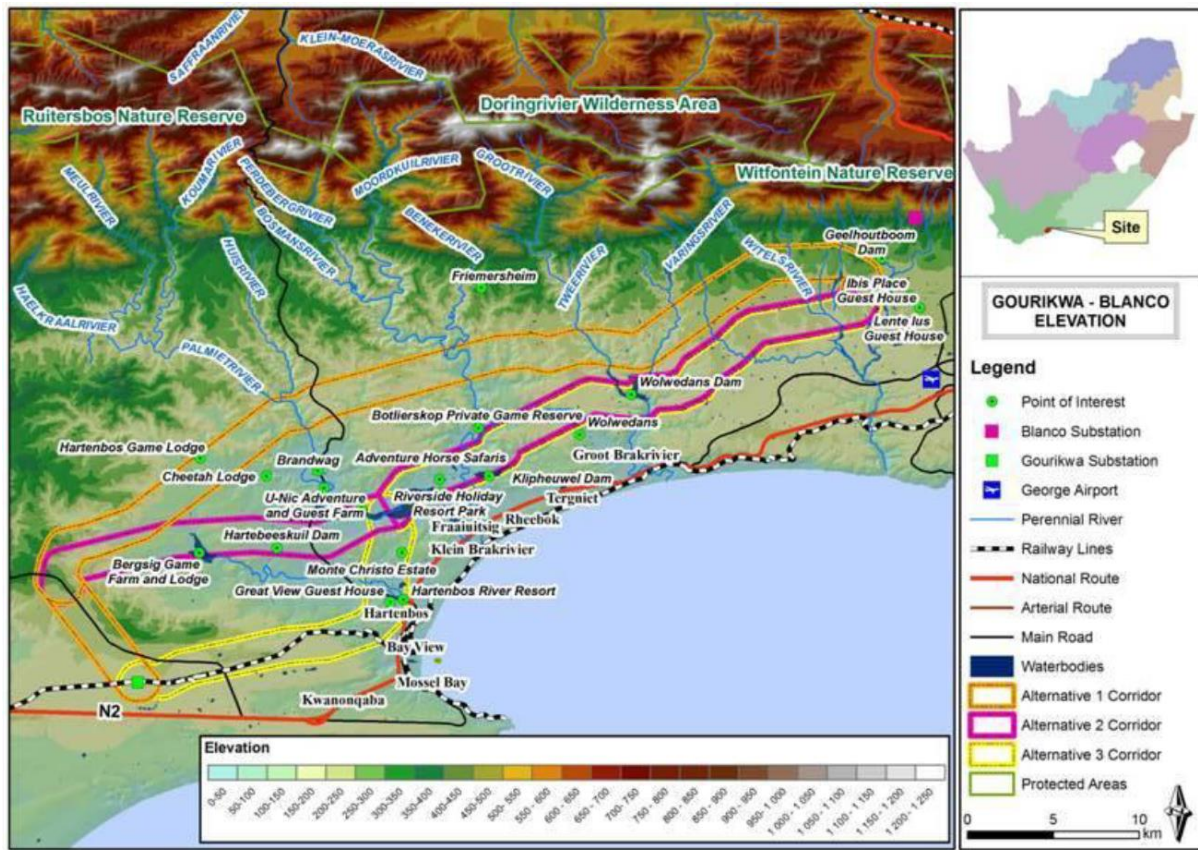 SAFFRAANRIVIER
KLEIN-MOERASRIVIER
Ruitersbos Nature Reserve
Doringrivier Wilderness Area
Witfontein Nature Reserve
MEULRIVIER
KOUMARIVIER
PERDEBERGRIVIER
BOSMANSRIVIER
MOORDKUILRIVIER
GROOTRIVIER
BENEKERIVIER
HUISRIVIER
HAELKRAALRIVIER
PALMIETRIVIER
TWEERIVIER
VARINGSRIVIER
WITELSRIVIER
Geelhoutboom
Dam
Friemersheim
Ibis Place
Guest House
Lente Ius
Guest House
Wolwedans Dam
Botlierskop Private Game Reserve
Wolwedans
Hartenbos Game Lodge
Groot Brakrivier
Cheetah Lodge
Brandwag
Adventure Horse Safaris
Klipheuwel Dam
U-Nic Adventure
and Guest Farm
Riverside Holiday
Resort Park
Tergniet
Rheebok
Fraaiuitsig
Hartebeeskuil Dam
Klein Brakrivier
Bergsig Game
Farm and Lodge
Monte Christo Estate
Great View Guest House
Hartenbos River Resort
Hartenbos
Bay View
Mossel Bay
Kwanonqaba
N2
Elevation
0-50
50-100
100-150
150-200
200-250
250-300
300-350
350-400
400-450
450-500
500- 550
550 - 600
600 - 650
650 - 700
700-750
750 - 800
800 - 850
850 - 900
900 - 950
950- 1 000
1 000 - 1 050
1 050 - 1 100
1 100 - 1 150
1 150 - 1 200
1 200 - 1 250
Site
GOURIKWA - BLANCO
ELEVATION
Legend
Point of Interest
Blanco Substation
Gourikwa Substation
George Airport
Perennial River
Railway Lines
National Route
Arterial Route
Main Road
Waterbodies
Alternative 1 Corridor
Alternative 2 Corridor
Alternative 3 Corridor
Protected Areas
0 5 10
km